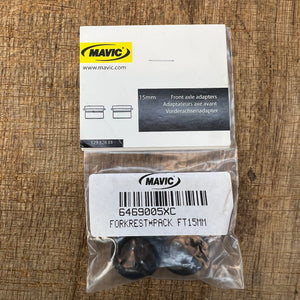 MAVIC
www.mavic.com
15mm
Front axle adapters
Adaptateurs axe avant
Vorderachsenadapter
MAVIC
6469005XC
FORKREST*PACK FT15MM